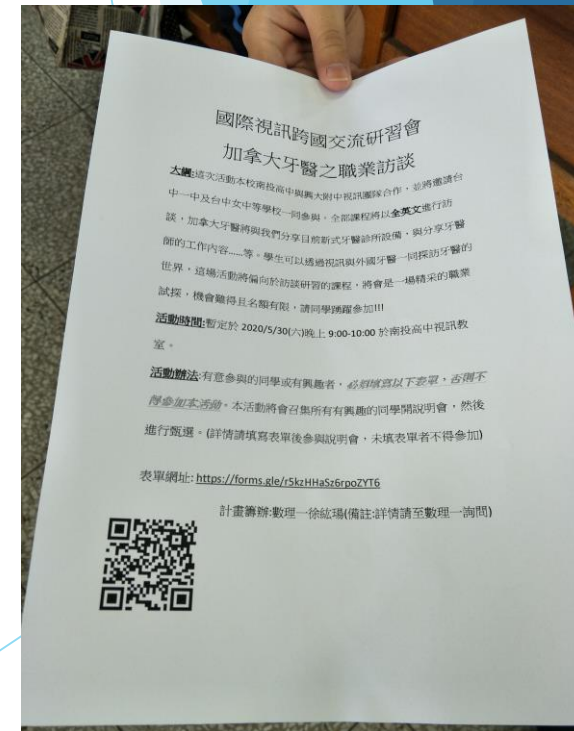 國際視訊跨國交流研習會
加拿大牙醫之職業訪談
大綱:這次活動本校南投高中與興大附中視訊團隊合作,並將邀請台
中一中及台中女中等學校一同參與。全部課程將以全英文進行訪
談,加拿大牙醫將與我們分享目前新式牙醫診所設備,與分享牙醫
師的工作內容……等。學生可以透過視訊與外國牙醫一同探訪牙醫的
世界,這場活動將偏向於訪談研習的課程,將會是一場精采的職業
試探,機會難得且名額有限,請同學踴躍參加!!!
活動時間:暫定於 2020/5/30(六)晚上 9:00-10:00 於南投高中視訊教
室。
活動辦法:有意參與的同學或有興趣者,必須填寫以下表單,否則不
得參加本活動。本活動將會召集所有有興趣的同學開說明會,然後
進行甄選。(詳情請填寫表單後參與說明會,未填表單者不得參加)
表單網址: https://forms.gle/r5kzHHaSz6rpoZYT6
計畫籌辦:數理一徐紘瑒(備註:詳情請至數理一詢問)